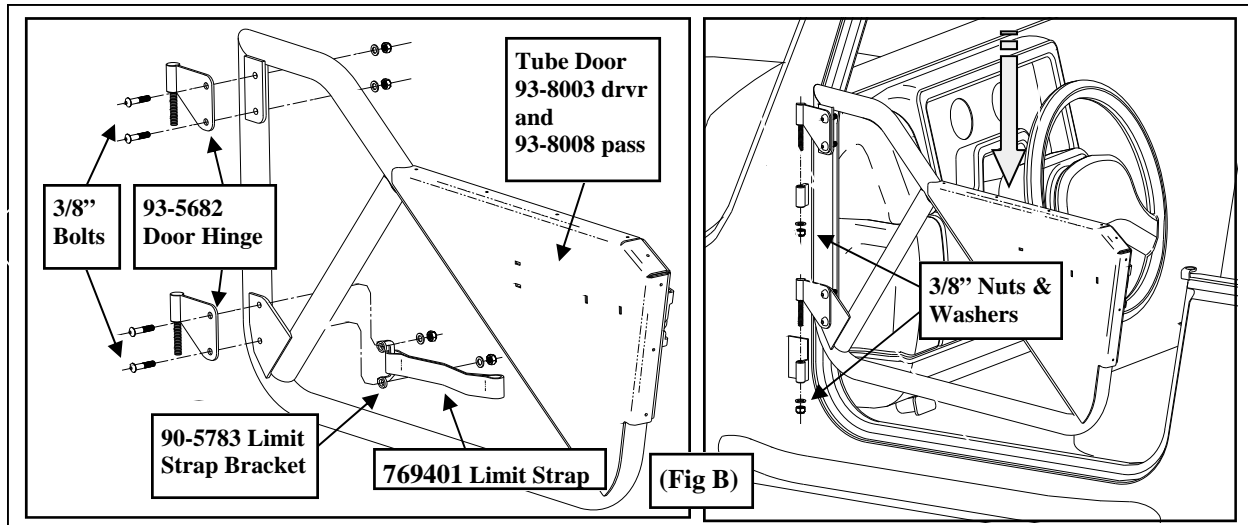 Tube Door
93-8003 drvr
and
93-8008 pass
3/8”
Bolts
93-5682
Door Hinge
90-5783 Limit
Strap Bracket
769401 Limit Strap
(Fig B)
3/8” Nuts &
Washers